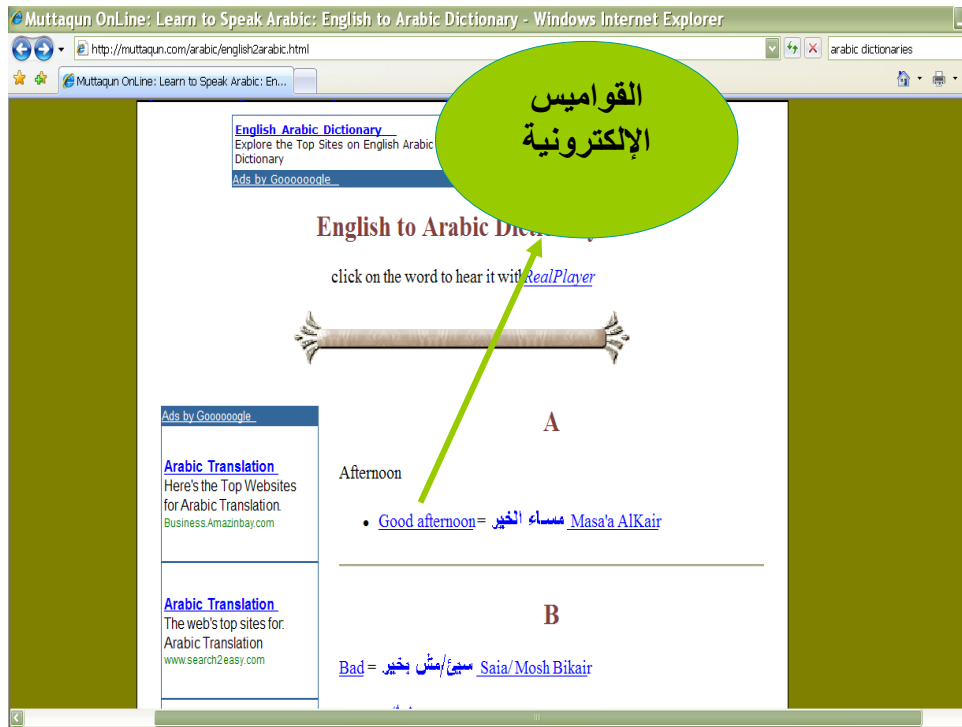 Muttaqun OnLine: Learn to Speak Arabic: English to Arabic Dictionary - Windows Internet Explorer
http://muttaqun.com/arabic/english2arabic.html
arabic dictionaries
Muttaqun OnLine: Learn to Speak Arabic: En...
القواميس
الإلكترونية
English Arabic Dictionary
Explore the Top Sites on English Arabic
Dictionary
Ads by Goooooogle
English to Arabic
click on the word to hear it with RealPlayer
Ads by Goooooogle
A
Arabic Translation
Here's the Top Websites
for Arabic Translation.
Business.Amazinbay.com
Afternoon
Good afternoon = مساء الخير Masa'a AlKair
B
Arabic Translation
The web's top sites for:
Arabic Translation
www.search2easy.com
Bad = سيئ/مش بخير Saia/Mosh Bikair